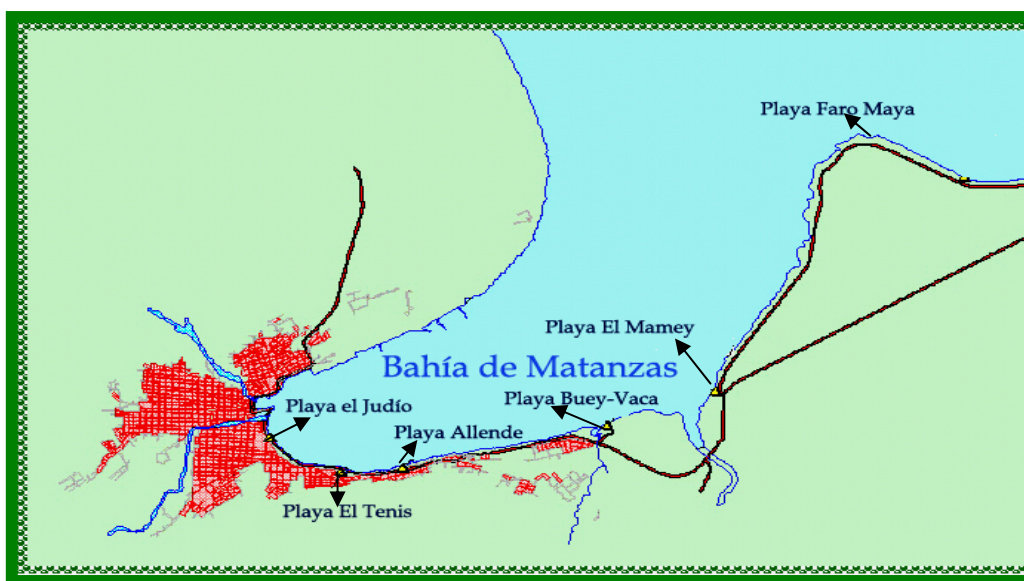 Playa Faro Maya
Playa El Mamey
Bahía de Matanzas
Playa Buey-Vaca
Playa el Judío
Playa Allende
Playa El Tenis